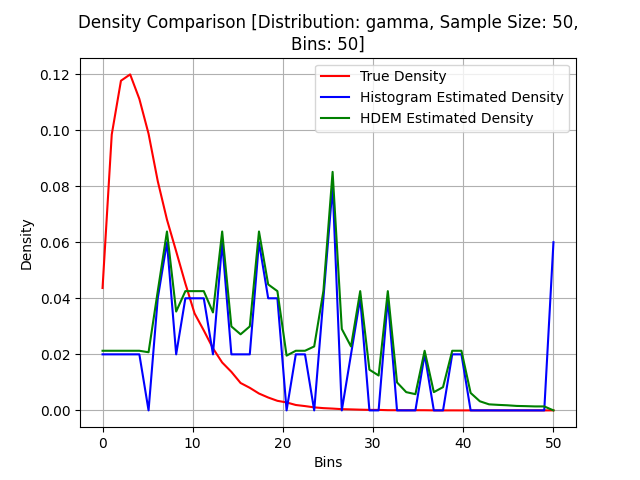 Density Comparison [Distribution: gamma, Sample Size: 50,
Bins: 50]
True Density
Histogram Estimated Density
HDEM Estimated Density
Density
0.12
0.10
0.08
0.06
0.04
0.02
0.00
0
10
20
30
40
50
Bins